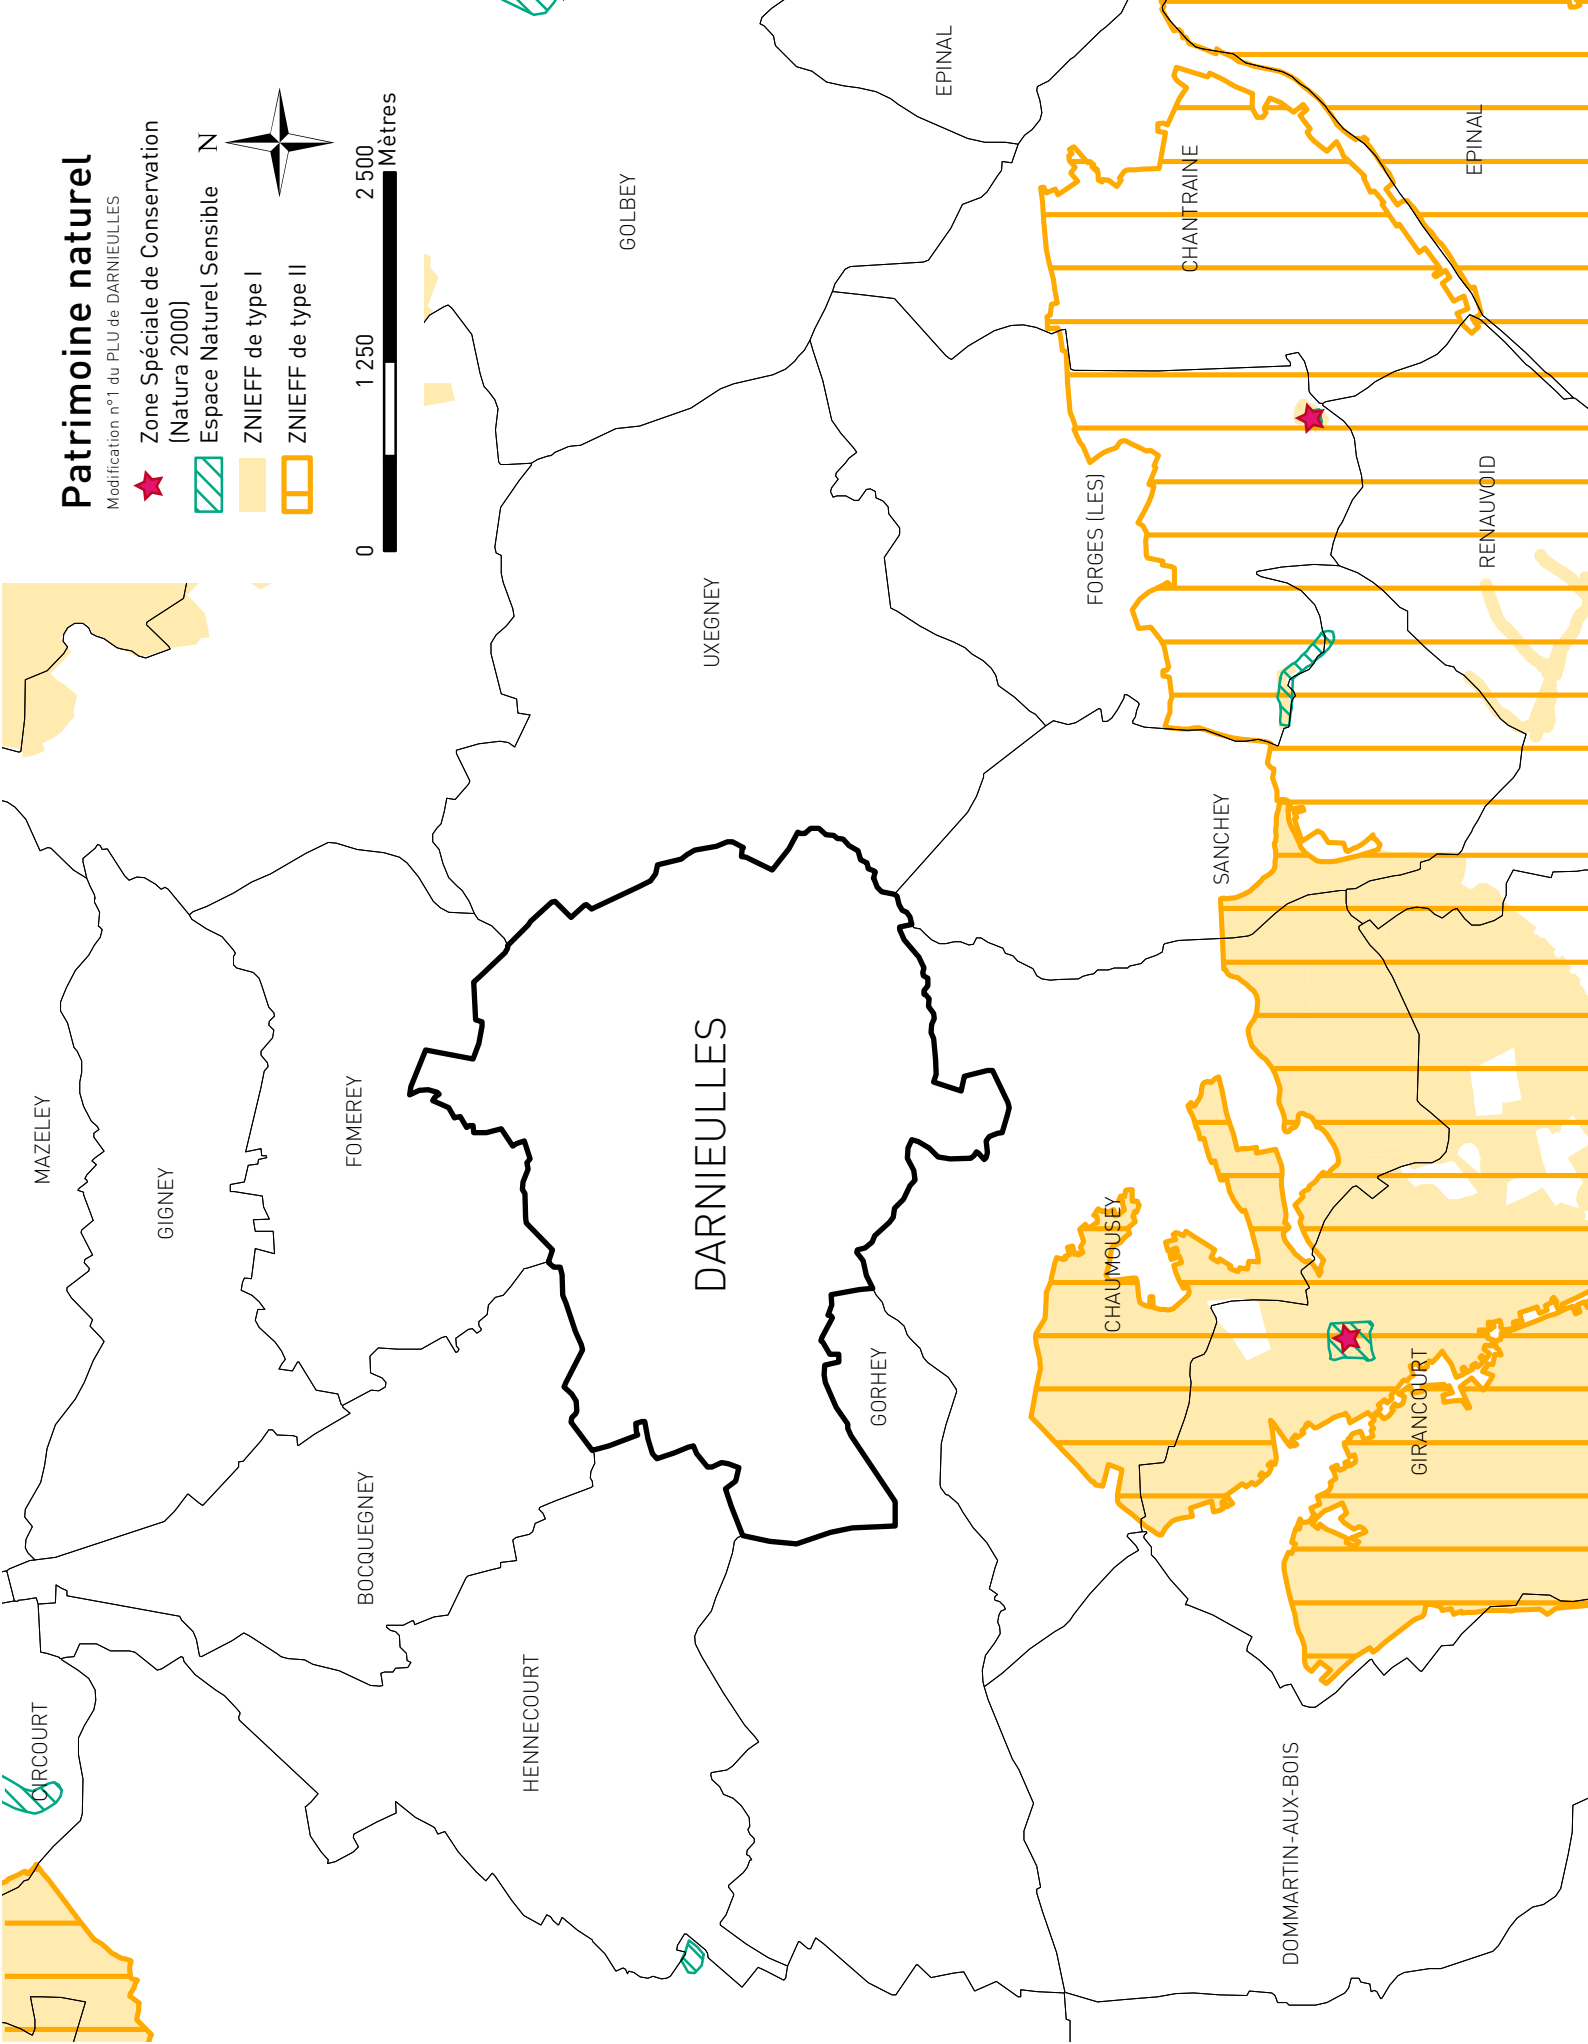 Patrimoine naturel
Modification n°1 du PLU de DARNIEULLES
Zone Spéciale de Conservation
(Natura 2000)
Espace Naturel Sensible
ZNIEFF de type I
ZNIEFF de type II
N
0 1 250 2 500
Mètres
CIRCOURT
MAZELEY
GIGNEY
BOCQUEGNEY
FOMEREY
HENNECOURT
GOLBEY
UXEGNEY
DARNIEULLES
GORHEY
EPINAL
FORGES (LES)
CHAUMOUSEY
CHANTRAINE
SANCHEY
DOMMARTIN-AUX-BOIS
GIRANCOURT
EPINAL
RENAUVOID